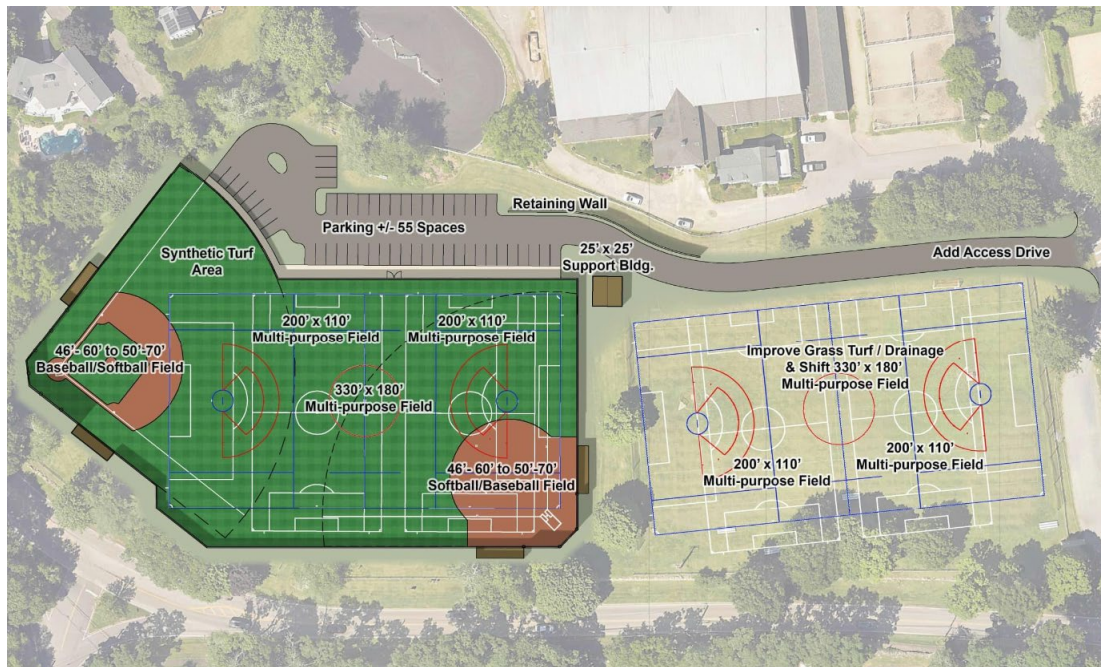 Retaining Wall
Parking +/- 55 Spaces
25' x 25'
Support Bldg.
Add Access Drive
Synthetic Turf
Area
200' x 110'
Multi-purpose Field
200' x 110'
Multi-purpose Field
46'- 60' to 50'-70'
Baseball/Softball Field
330' x 180'
Multi-purpose Field
Improve Grass Turf / Drainage
& Shift 330' x 180'
Multi-purpose Field
46'- 60' to 50'-70'
Softball/Baseball Field
200' x 110'
Multi-purpose Field
200' x 110'
Multi-purpose Field